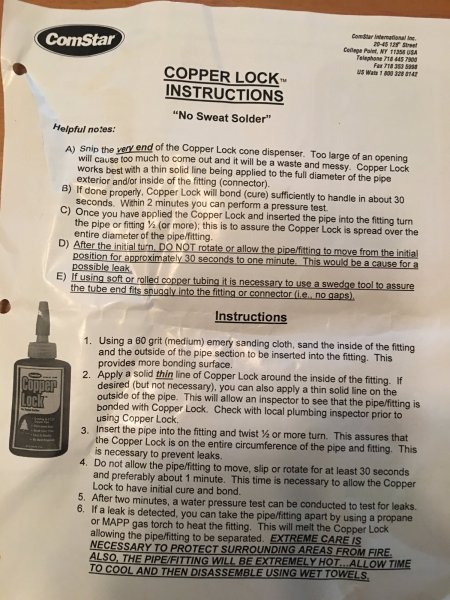 ComStar
ComStar International Inc.
20-45 128th Street
College Point, NY 11356 USA
Telephone 718 445 7900
Fax 718 353 5998
US Wats 1 800 328 0142
COPPER LOCK™
INSTRUCTIONS
"No Sweat Solder"
Helpful notes:
A) Snip the very end of the Copper Lock cone dispenser. Too large of an opening
will cause too much to come out and it will be a waste and messy. Copper Lock
works best with a thin solid line being applied to the full diameter of the pipe
exterior and/or inside of the fitting (connector).
B) If done properly, Copper Lock will bond (cure) sufficiently to handle in about 30
seconds. Within 2 minutes you can perform a pressure test.
C) Once you have applied the Copper Lock and inserted the pipe into the fitting turn
the pipe or fitting ½ (or more); this is to assure the Copper Lock is spread over the
entire diameter of the pipe/fitting.
D) After the initial turn, DO NOT rotate or allow the pipe/fitting to move from the initial
position for approximately 30 seconds to one minute. This would be a cause for a
possible leak.
E) If using soft or rolled copper tubing it is necessary to use a swedge tool to assure
the tube end fits snuggly into the fitting or connector (i.e., no gaps).
Instructions
1. Using a 60 grit (medium) emery sanding cloth, sand the inside of the fitting
and the outside of the pipe section to be inserted into the fitting. This
provides more bonding surface.
2. Apply a solid thin line of Copper Lock around the inside of the fitting. If
desired (but not necessary), you can also apply a thin solid line on the
outside. This will allow an inspector to see that the pipe/fitting is
bonded with Copper Lock. Check with local plumbing inspector prior to
using Copper Lock.
3. Insert the pipe into the fitting and twist ½ or more turn. This assures that
the Copper Lock is on the entire circumference of the pipe and fitting. This
is necessary to prevent leaks.
4. Do not allow the pipe/fitting to move, slip or rotate for at least 30 seconds
and preferably about 1 minute. This time is necessary to allow the Copper
Lock to have initial cure and bond.
5. After two minutes, a water pressure test can be conducted to test for leaks.
6. If a leak is detected, you can take the pipe/fitting apart by using a propane
or MAPP gas torch to heat the fitting. This will melt the Copper Lock
allowing the pipe/fitting to be separated. EXTREME CARE IS
NECESSARY TO PROTECT SURROUNDING AREAS FROM FIRE.
ALSO, THE PIPE/FITTING WILL BE EXTREMELY HOT...ALLOW TIME
TO COOL AND THEN DISASSEMBLE USING WET TOWELS.
ComStar
Copper
Lock